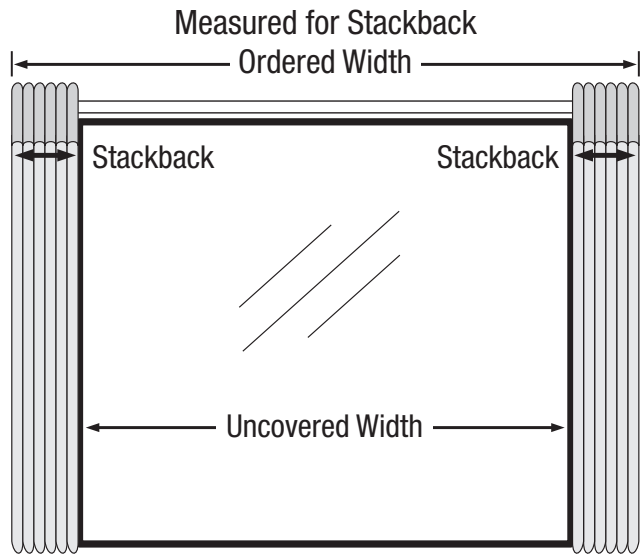 Measured for Stackback
Ordered Width
Stackback
Stackback
Uncovered Width